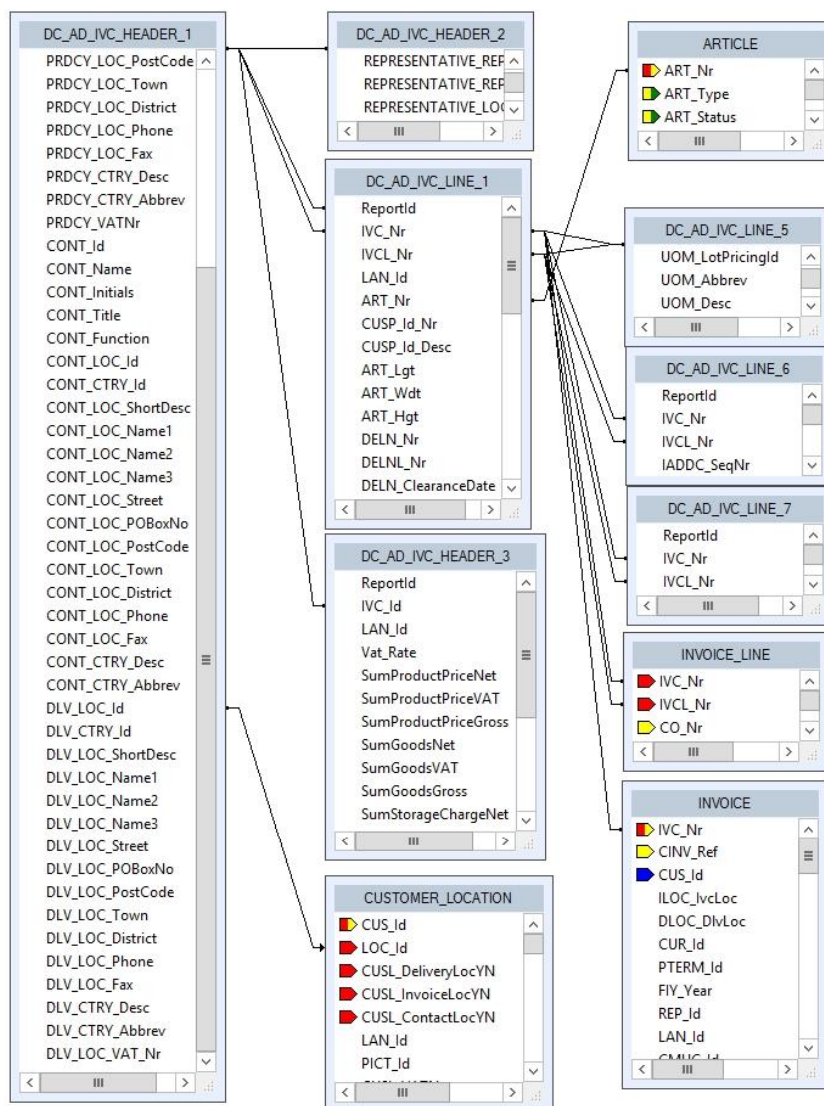 DC_AD_IVC_HEADER_1
PRDCY_LOC_PostCode
PRDCY_LOC_Town
PRDCY_LOC_District
PRDCY_LOC_Phone
PRDCY_LOC_Fax
PRDCY_CTRY_Desc
PRDCY_CTRY_Abbrev
PRDCY_VATNr
CONT_Id
CONT_Name
CONT_Initials
CONT_Title
CONT_Function
CONT_LOC_Id
CONT_CTRY_Id
CONT_LOC_ShortDesc
CONT_LOC_Name1
CONT_LOC_Name2
CONT_LOC_Name3
CONT_LOC_Street
CONT_LOC_POBoxNo
CONT_LOC_PostCode
CONT_LOC_Town
CONT_LOC_District
CONT_LOC_Phone
CONT_LOC_Fax
CONT_CTRY_Desc
CONT_CTRY_Abbrev
DLV_LOC_Id
DLV_CTRY_Id
DLV_LOC_ShortDesc
DLV_LOC_Name1
DLV_LOC_Name2
DLV_LOC_Name3
DLV_LOC_Street
DLV_LOC_POBoxNo
DLV_LOC_PostCode
DLV_LOC_Town
DLV_LOC_District
DLV_LOC_Phone
DLV_LOC_Fax
DLV_CTRY_Desc
DLV_CTRY_Abbrev
DLV_LOC_VAT_Nr
DC_AD_IVC_HEADER_2
REPRESENTATIVE_REP
REPRESENTATIVE_REP
REPRESENTATIVE_LOC
DC_AD_IVC_LINE_1
ReportId
IVC_Nr
IVCL_Nr
LAN_Id
ART_Nr
CUSP_Id_Nr
CUSP_Id_Desc
ART_Lgt
ART_Wdt
ART_Hgt
DELN_Nr
DELNL_Nr
DELN_ClearanceDate
DC_AD_IVC_HEADER_3
ReportId
IVC_Id
LAN_Id
Vat_Rate
SumProductPriceNet
SumProductPriceVAT
SumProductPriceGross
SumGoodsNet
SumGoodsVAT
SumGoodsGross
SumStorageChargeNet
CUSTOMER_LOCATION
CUS_Id
LOC_Id
CUSL_DeliveryLocYN
CUSL_InvoiceLocYN
CUSL_ContactLocYN
LAN_Id
PICT_Id
ARTICLE
ART_Nr
ART_Type
ART_Status
DC_AD_IVC_LINE_5
UOM_LotPricingId
UOM_Abbrev
UOM_Desc
DC_AD_IVC_LINE_6
ReportId
IVC_Nr
IVCL_Nr
IADDC_SeqNr
DC_AD_IVC_LINE_7
ReportId
IVC_Nr
IVCL_Nr
INVOICE_LINE
IVC_Nr
IVCL_Nr
CO_Nr
INVOICE
IVC_Nr
CINV_Ref
CUS_Id
ILOC_IvcLoc
DLOC_DlvLoc
CUR_Id
PTERM_Id
FIY_Year
REP_Id
LAN_Id